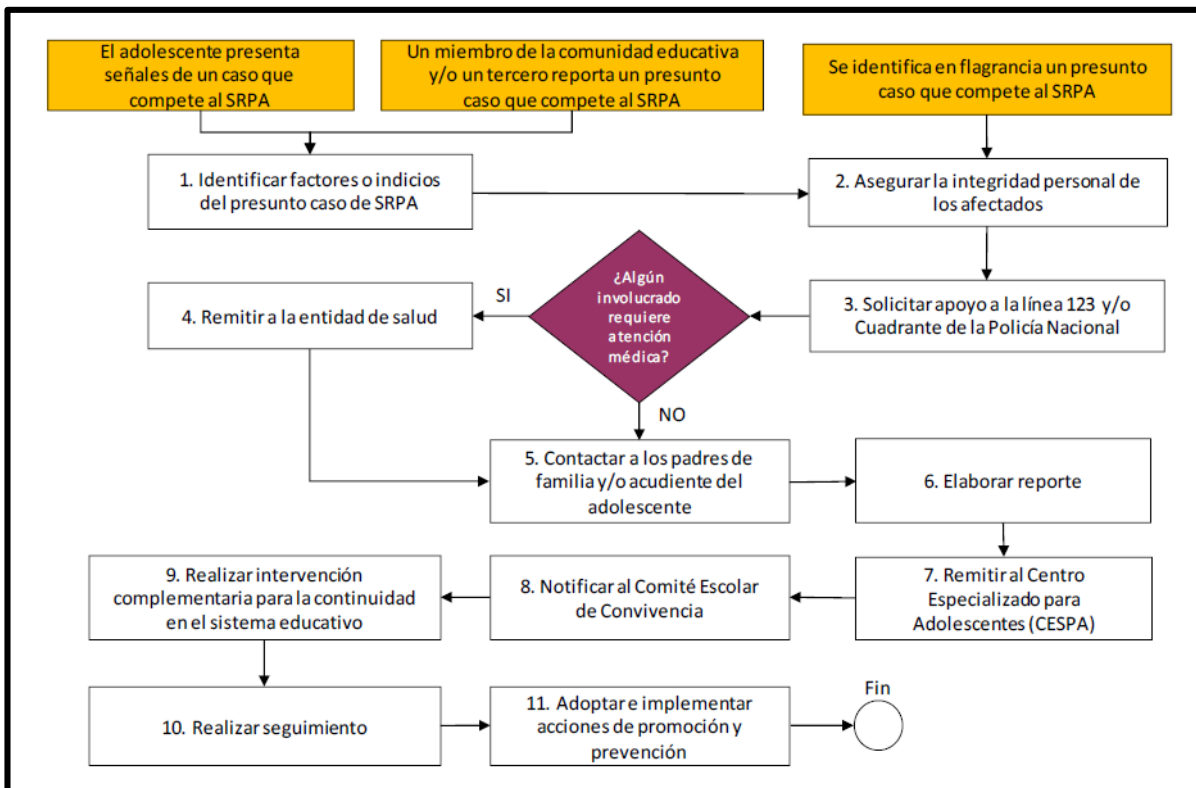 El adolescente presenta
señales de un caso que
compete al SRPA
Un miembro de la comunidad educativa
y/o un tercero reporta un presunto
caso que compete al SRPA
Se identifica en flagrancia un presunto
caso que compete al SRPA
1. Identificar factores o indicios
del presunto caso de SRPA
2. Asegurar la integridad personal de
los afectados
3. Solicitar apoyo a la línea 123 y/o
Cuadrante de la Policía Nacional
¿Algún
involucrado
requiere
atención
médica?
SI
4. Remitir a la entidad de salud
NO
5. Contactar a los padres de
familia y/o acudiente del
adolescente
6. Elaborar reporte
7. Remitir al Centro
Especializado para
Adolescentes (CESPA)
8. Notificar al Comité Escolar
de Convivencia
9. Realizar intervención
complementaria para la continuidad
en el sistema educativo
10. Realizar seguimiento
11. Adoptar e implementar
acciones de promoción y
prevención
Fin